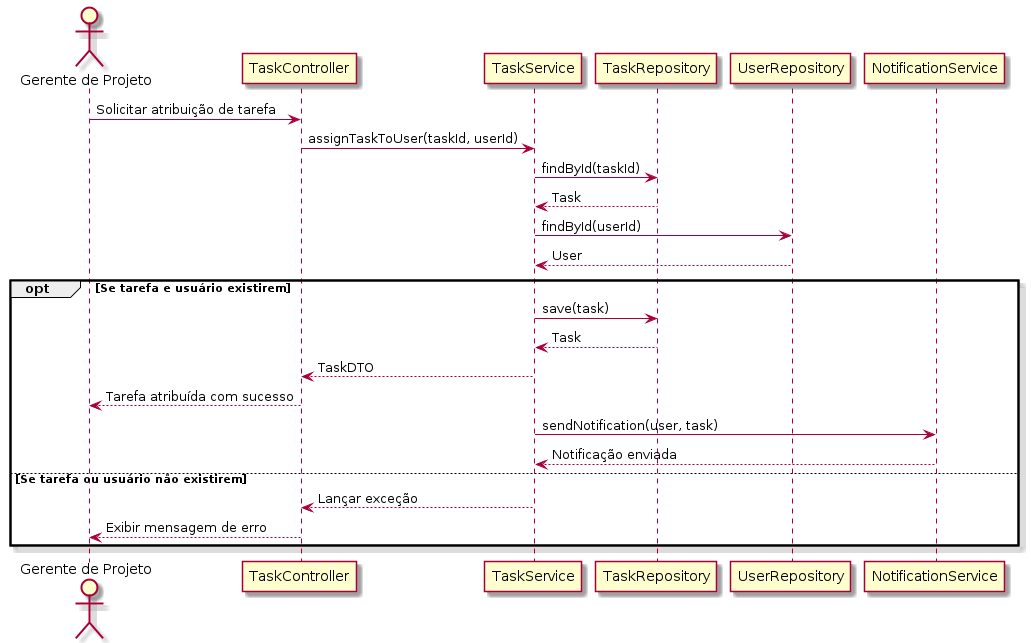 Gerente de Projeto
TaskController
TaskService
TaskRepository
UserRepository
NotificationService
Solicitar atribuição de tarefa
assignTaskToUser(taskId, userId)
findById(taskId)
Task
findById(userId)
User
opt
[Se tarefa e usuário existirem]
save(task)
Task
TaskDTO
Tarefa atribuída com sucesso
sendNotification(user, task)
Notificação enviada
[Se tarefa ou usuário não existirem]
Lançar exceção
Exibir mensagem de erro
Gerente de Projeto
TaskController
TaskService
TaskRepository
UserRepository
NotificationService